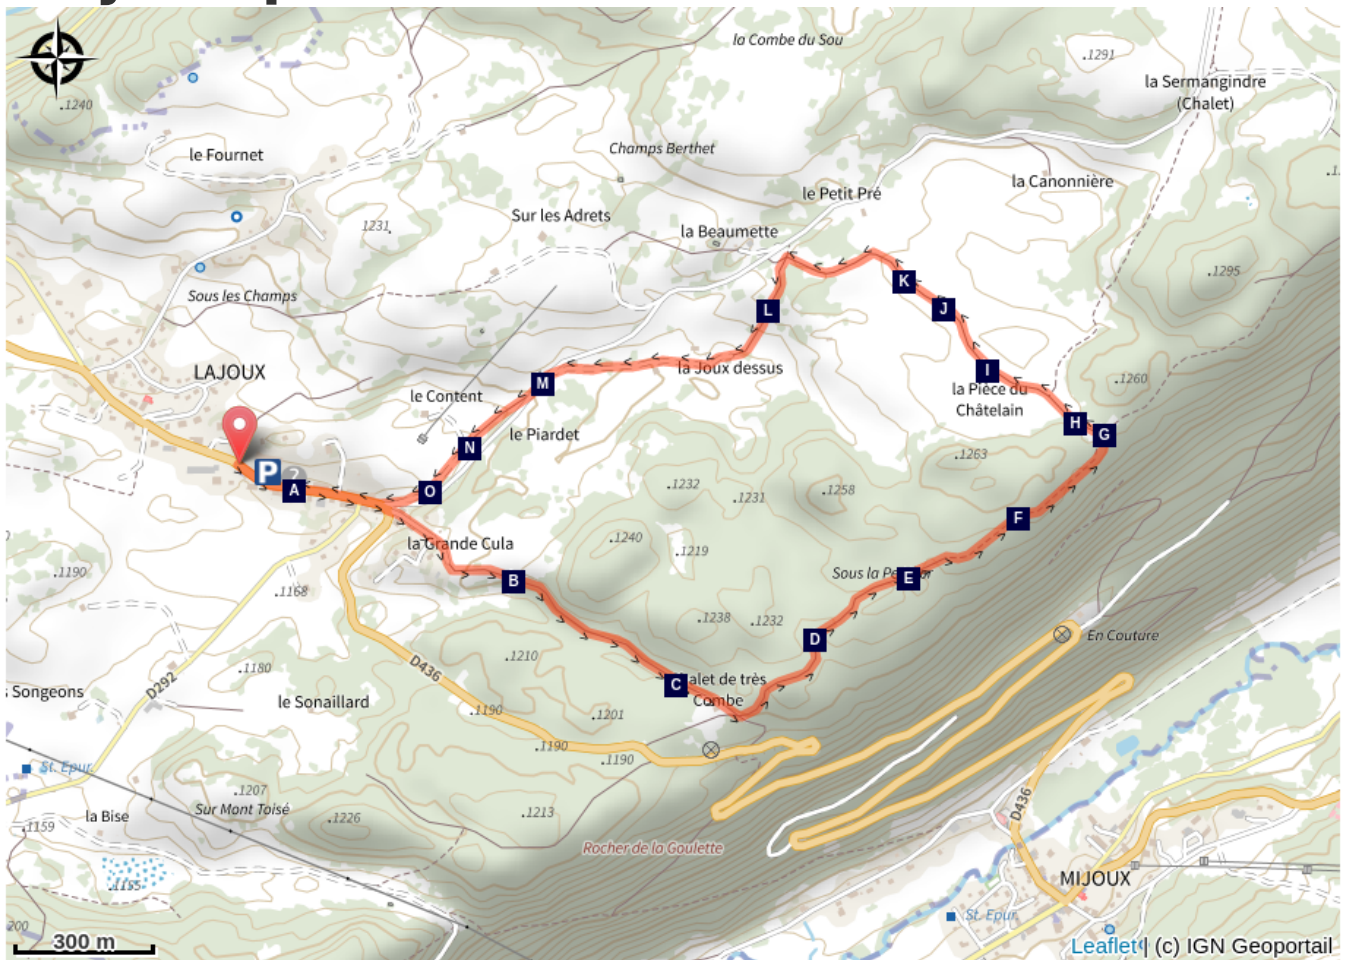 la Combe du Sou
.1291
la Sermangindre
(Chalet)
.1240
le Fournet
Champs Berthet
la Canonnière
le Petit Pré
Sur les Adrets
1231
la Beaumette
.1295
K
Sous les Champs
L
J
LAJOUX
la Joux dessus
I
.1260
M
la Pièce du
Châtelain
le Content
H
G
le Piardet
N
.1263
P
2
A
O
.1232
.1231
.1258
F
.1240
la Grande Cula
.1219
.1190
B
Sous la Pe
E
.1168
.1238
.1232
D
En Couture
.1210
.1180
D436
C
alet de très
Combe
D292
Songeons
le Sonaillard
.1190
.1201
.1190
.1190
St. Epur.
.1207
Sur Mont Toisé
la Bise
.1226
.1213
D436
.1159
Rocher de la Goulette
MIJOUX
.1155
St. Epur.
200
300 m
Leaflet | (c) IGN Geoportail